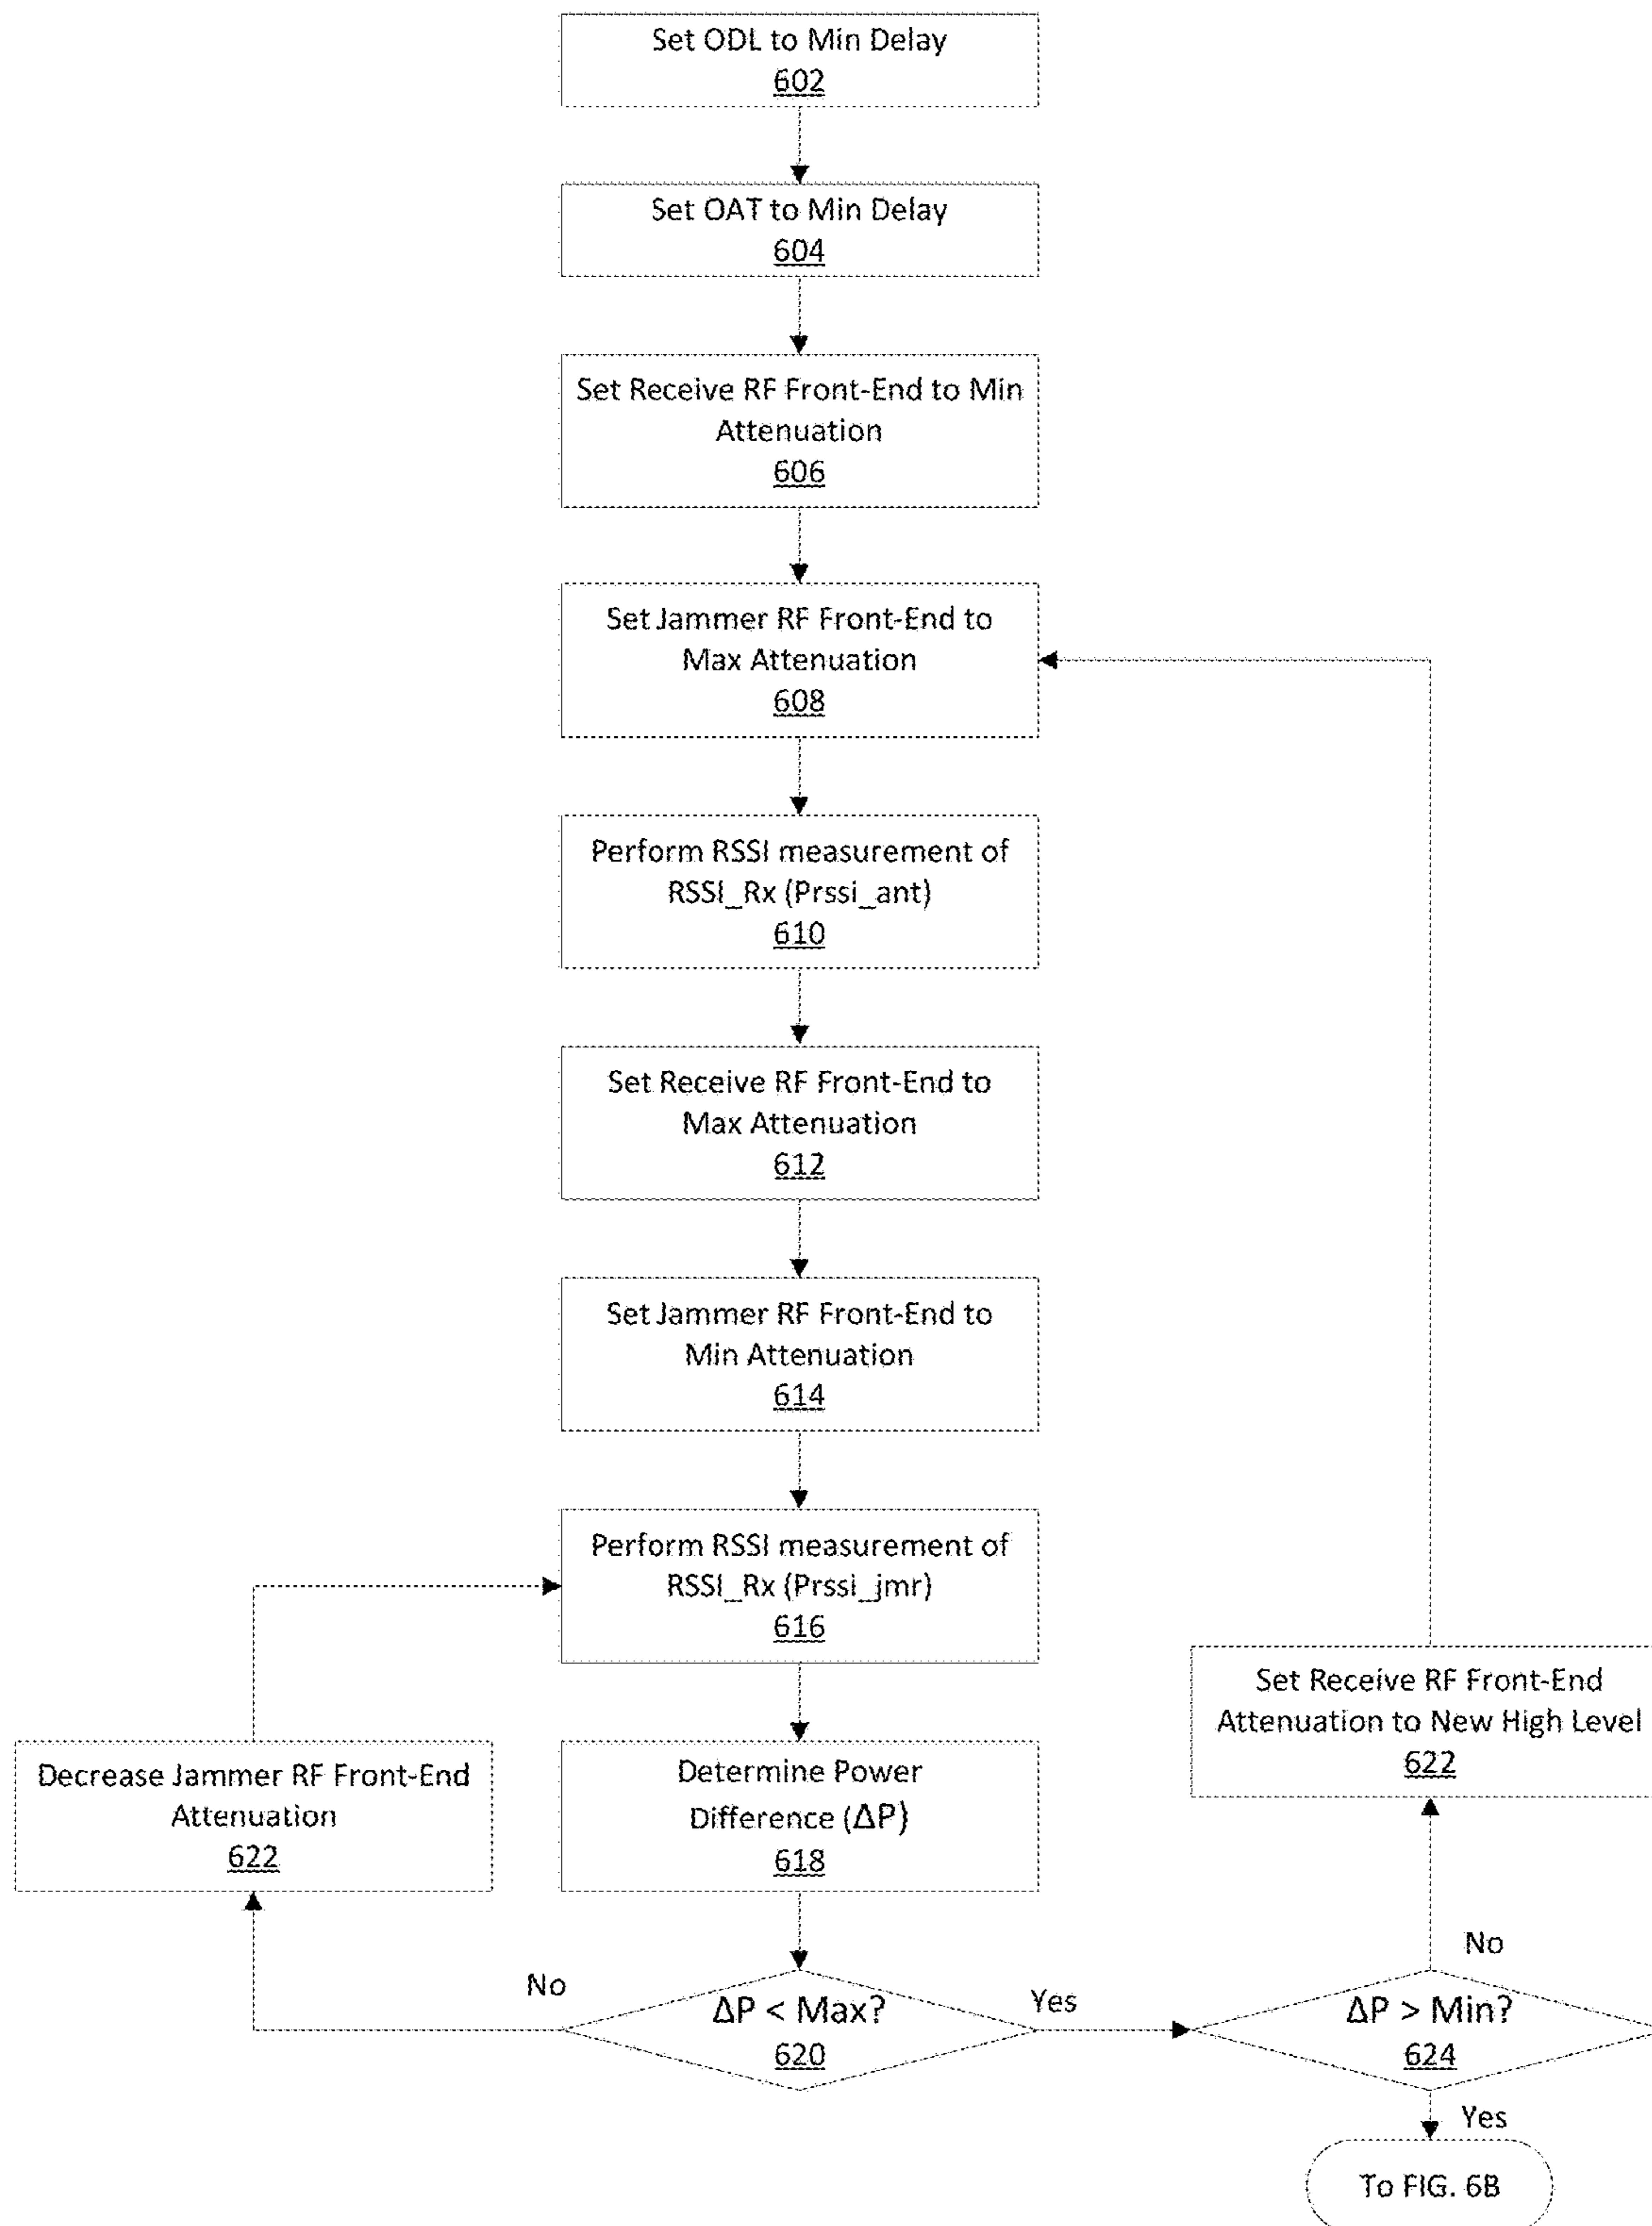 Set ODL to Min Delay
602
Set OAT to Min Delay
604
Set Receive RF Front-End to Min
Attenuation
606
Set Jammer RF Front-End to
Max Attenuation
608
Perform RSSI measurement of
RSSI_Rx (Prssi_ant)
610
Set Receive RF Front-End to
Max Attenuation
612
Set Jammer RF Front-End to
Min Attenuation
614
Perform RSSI measurement of
RSSI_Rx (Prssi_jmr)
616
Set Receive RF Front-End
Attenuation to New High Level
622
Decrease Jammer RF Front-End
Attenuation
622
Determine Power
Difference (ΔP)
618
No
ΔP < Max?
620
Yes
No
ΔP > Min?
624
Yes
To FIG. 6B